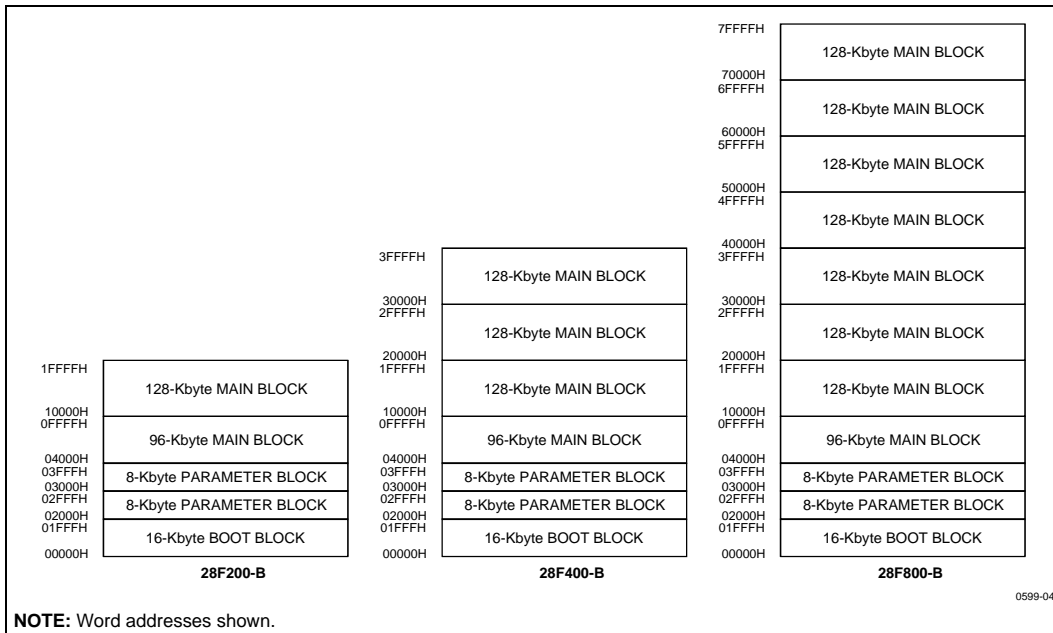 7FFFFH
128-Kbyte MAIN BLOCK
70000H
6FFFFH
128-Kbyte MAIN BLOCK
60000H
5FFFFH
128-Kbyte MAIN BLOCK
50000H
4FFFFH
128-Kbyte MAIN BLOCK
40000H
3FFFFH 3FFFFH
128-Kbyte MAIN BLOCK 128-Kbyte MAIN BLOCK
30000H 30000H
2FFFFH 2FFFFH
128-Kbyte MAIN BLOCK 128-Kbyte MAIN BLOCK
20000H 20000H
1FFFFH 1FFFFH 1FFFFH
128-Kbyte MAIN BLOCK 128-Kbyte MAIN BLOCK 128-Kbyte MAIN BLOCK
10000H 10000H 10000H
0FFFFH 0FFFFH 0FFFFH
96-Kbyte MAIN BLOCK 96-Kbyte MAIN BLOCK 96-Kbyte MAIN BLOCK
04000H 04000H 04000H
03FFFH 03FFFH 03FFFH
8-Kbyte PARAMETER BLOCK 8-Kbyte PARAMETER BLOCK 8-Kbyte PARAMETER BLOCK
03000H 03000H 03000H
02FFFH 02FFFH 02FFFH
8-Kbyte PARAMETER BLOCK 8-Kbyte PARAMETER BLOCK 8-Kbyte PARAMETER BLOCK
02000H 02000H 02000H
01FFFH 01FFFH 01FFFH
16-Kbyte BOOT BLOCK 16-Kbyte BOOT BLOCK 16-Kbyte BOOT BLOCK
00000H 00000H 00000H
28F200-B 28F400-B 28F800-B
0599-04
NOTE: Word addresses shown.